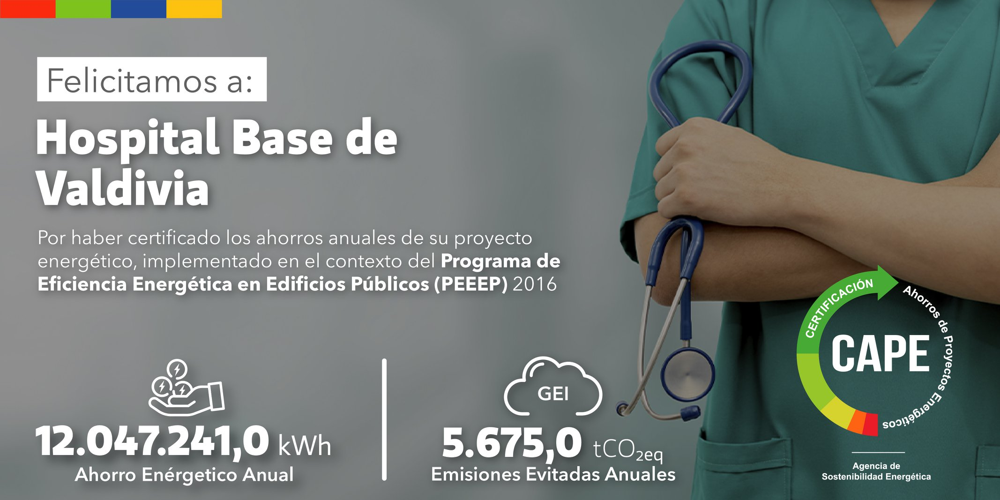 Felicitamos a:
Hospital Base de
Valdivia
Por haber certificado los ahorros anuales de su proyecto
energético, implementado en el contexto del Programa de
Eficiencia Energética en Edificios Públicos (PEEEP) 2016
12.047.241,0 kWh
Ahorro Enérgetico Anual
GEI
5.675,0 tCO₂eq
Emisiones Evitadas Anuales
CERTIFICACIÓN
Ahorros de Proyectos Energéticos
CAPE
Agencia de
Sostenibilidad Energética